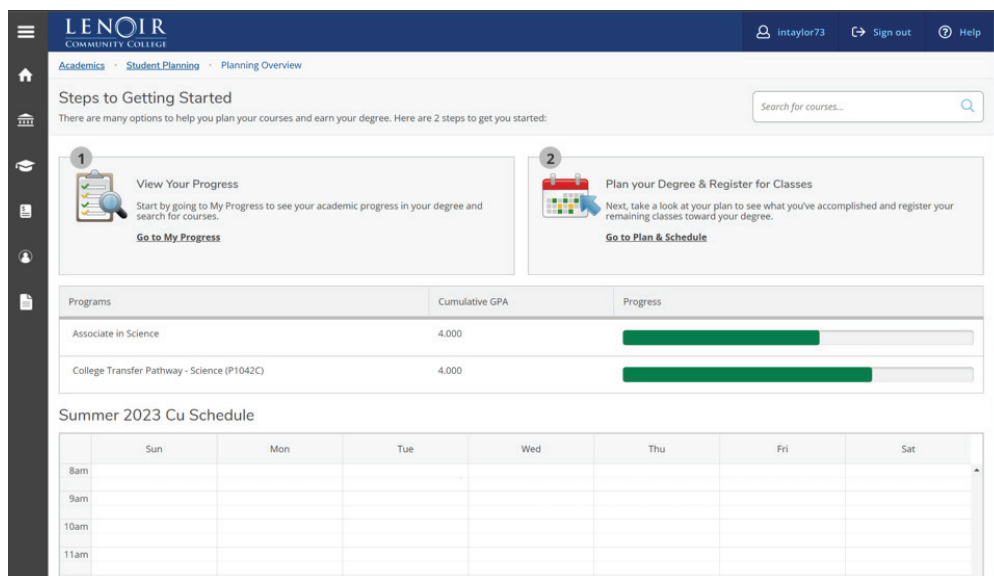 LENOIR
COMMUNITY COLLEGE
intaylor73
Sign out
Help
Academics · Student Planning · Planning Overview
Steps to Getting Started
There are many options to help you plan your courses and earn your degree. Here are 2 steps to get you started:
Search for courses...
1
View Your Progress
Start by going to My Progress to see your academic progress in your degree and
search for courses.
Go to My Progress
2
Plan your Degree & Register for Classes
Next, take a look at your plan to see what you've accomplished and register your
remaining classes toward your degree.
Go to Plan & Schedule
Programs Cumulative GPA Progress
Associate in Science 4.000
College Transfer Pathway - Science (P1042C) 4.000
Summer 2023 Cu Schedule
Sun Mon Tue Wed Thu Fri Sat
8am
9am
10am
11am